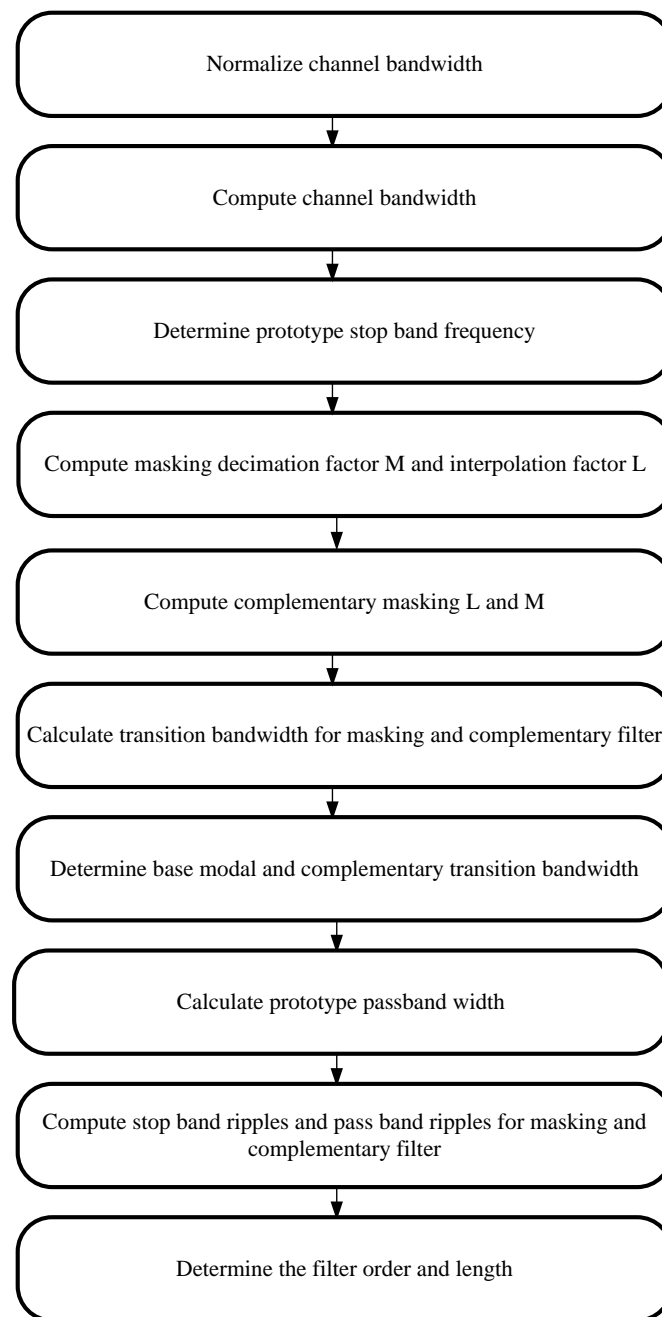 Normalize channel bandwidth
Compute channel bandwidth
Determine prototype stop band frequency
Compute masking decimation factor M and interpolation factor L
Compute complementary masking L and M
Calculate transition bandwidth for masking and complementary filter
Determine base modal and complementary transition bandwidth
Calculate prototype passband width
Compute stop band ripples and pass band ripples for masking and
complementary filter
Determine the filter order and length